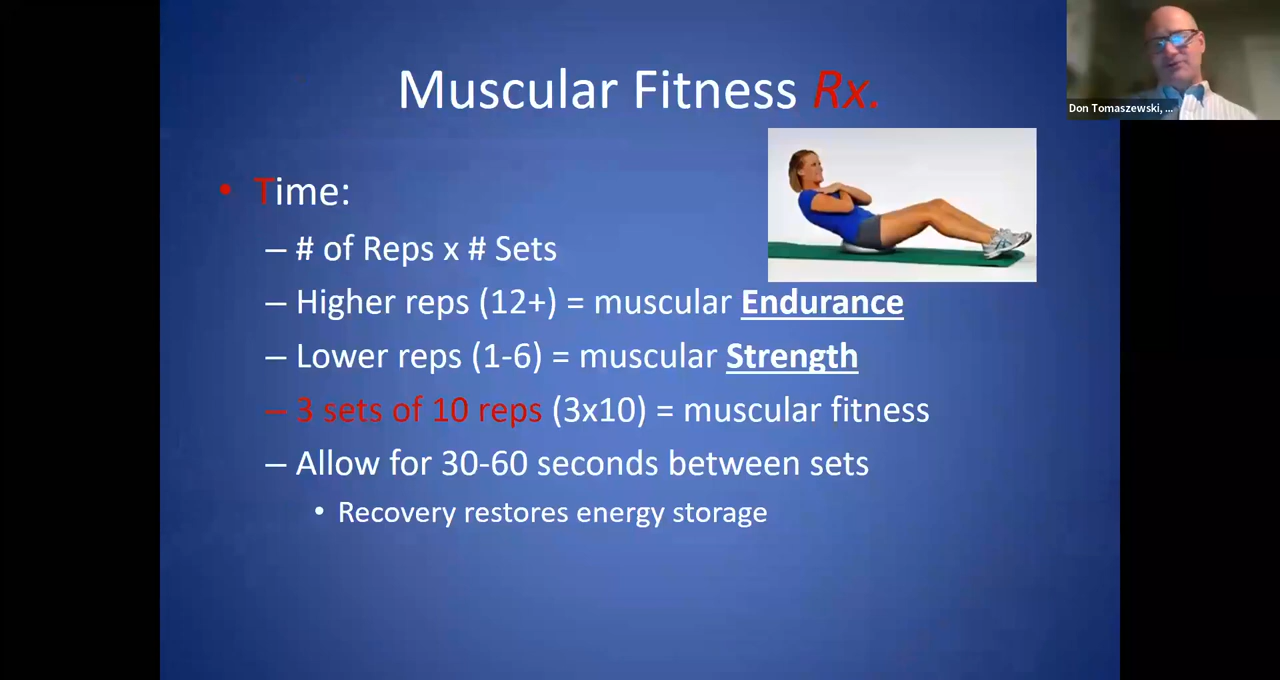 Muscular Fitness Rx.
Don Tomaszewski, ...
• Time:
– # of Reps x # Sets
– Higher reps (12+) = muscular Endurance
– Lower reps (1-6) = muscular Strength
– 3 sets of 10 reps (3x10) = muscular fitness
– Allow for 30-60 seconds between sets
• Recovery restores energy storage